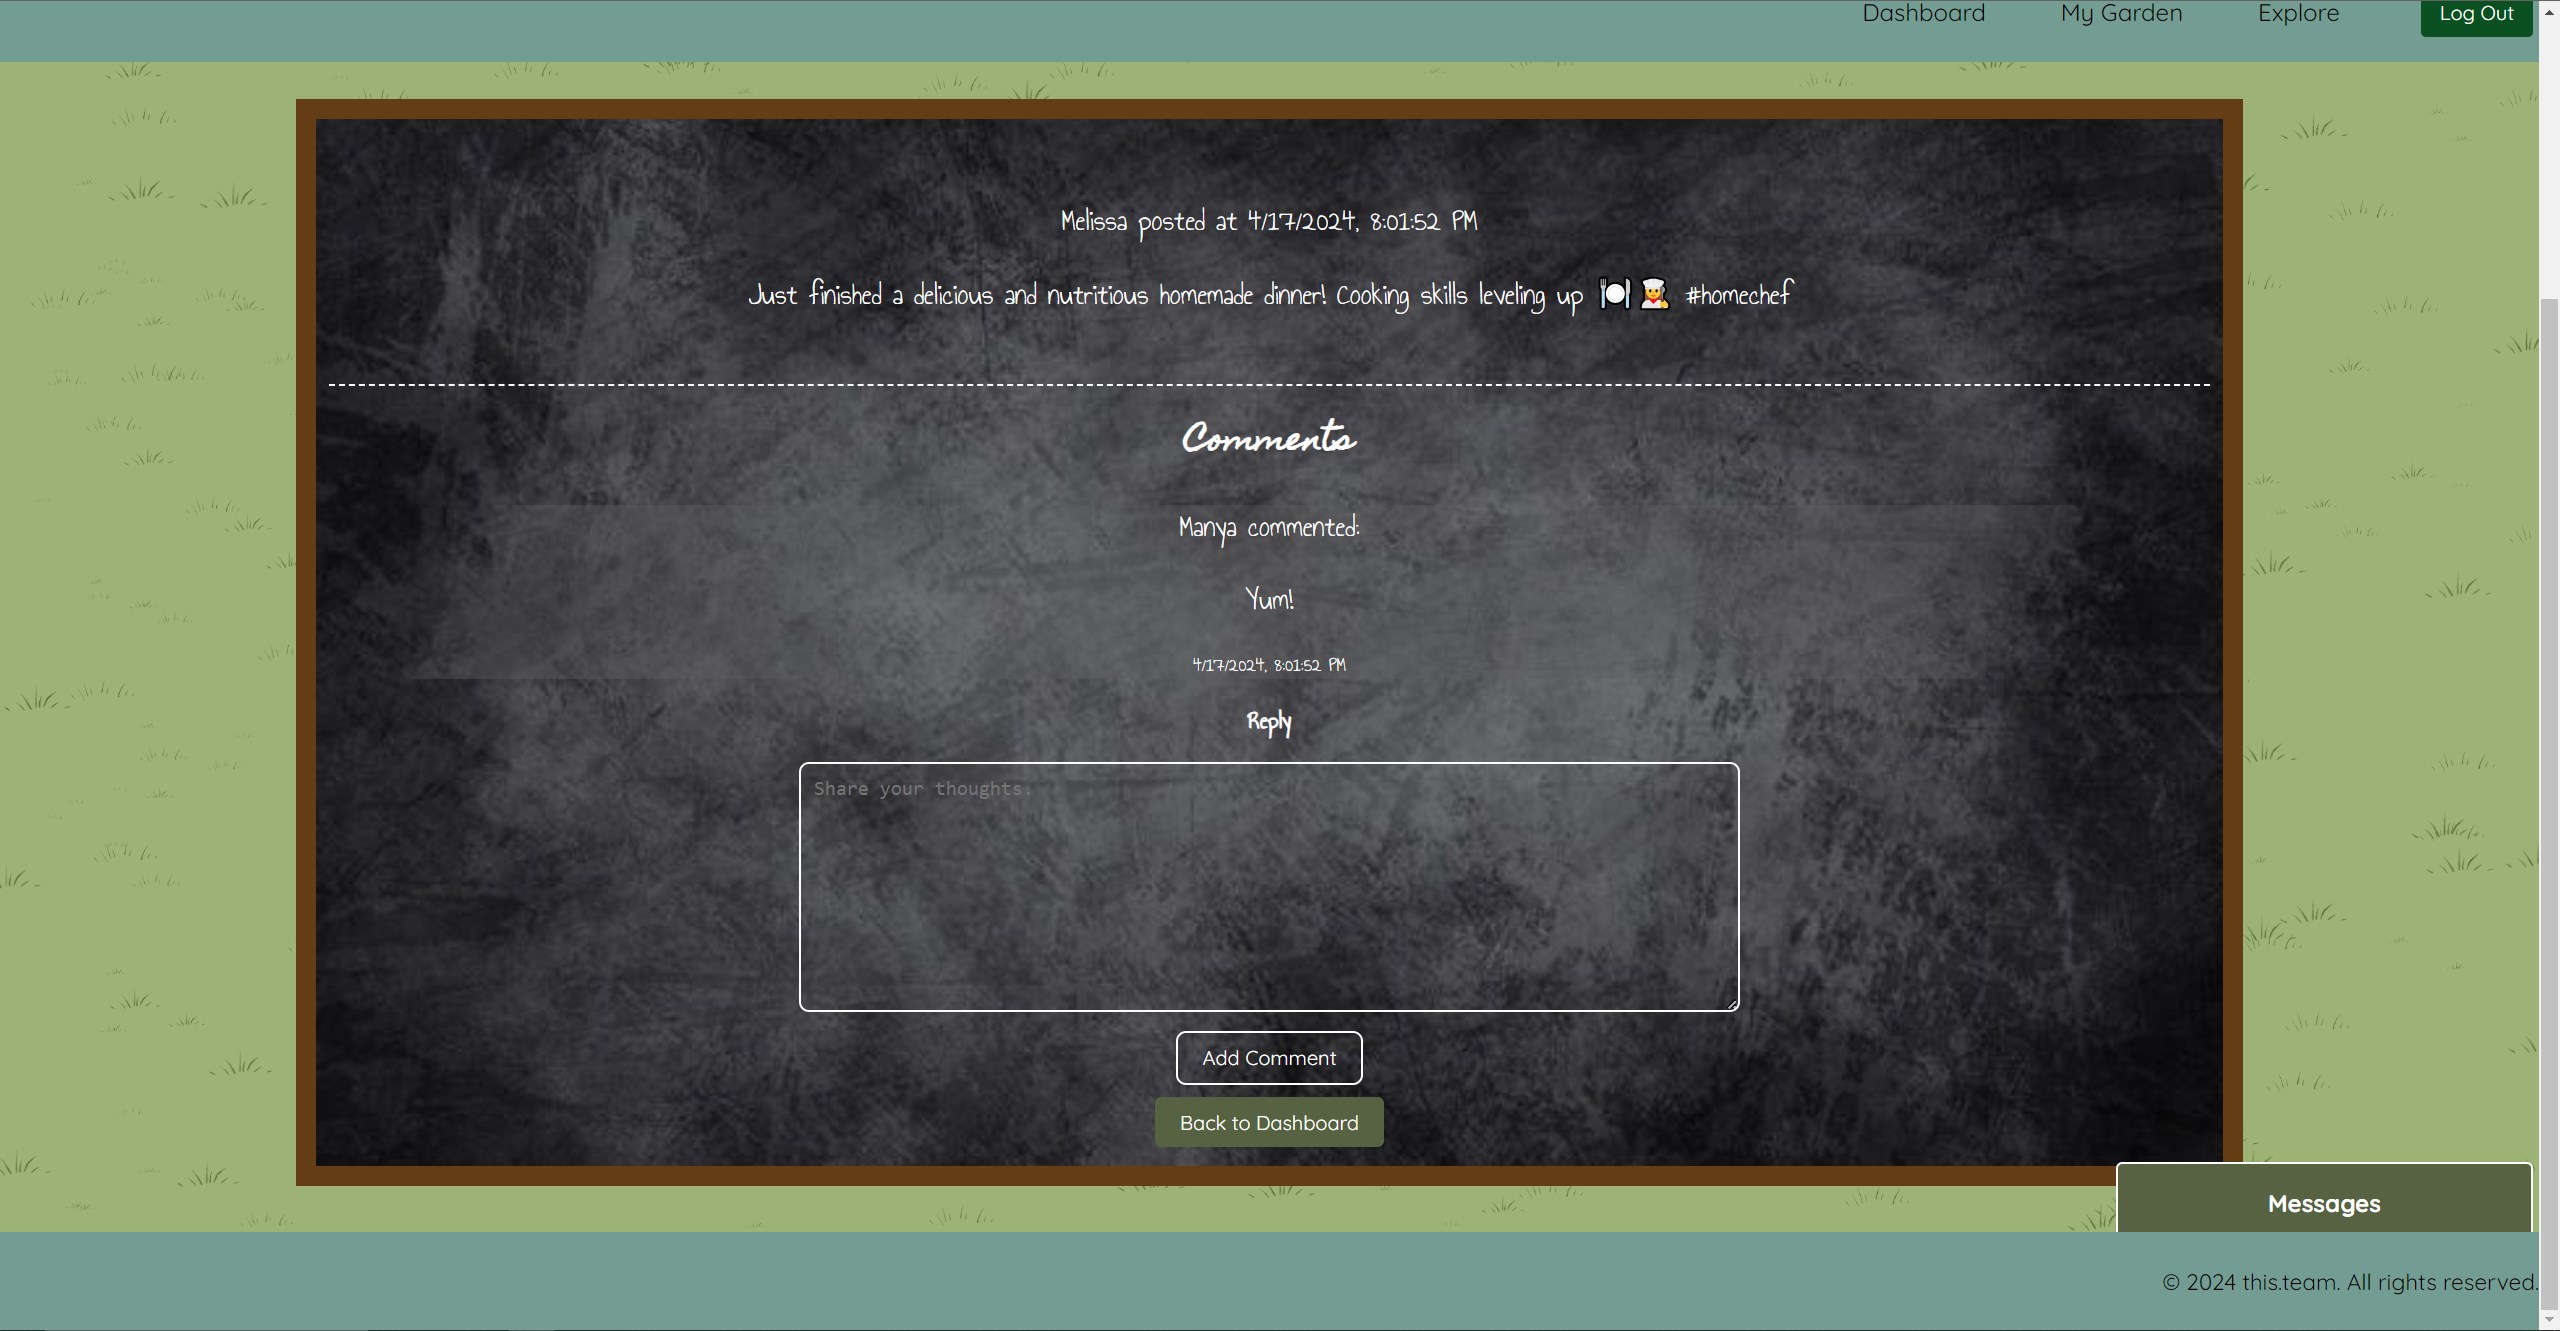 Dashboard My Garden Explore Log Out
Melissa posted at 4/17/2024, 8:01:52 PM
Just finished a delicious and nutritious homemade dinner! Cooking skills leveling up 🍽️👩‍🍳 #homechef
Comments
Manya commented:
Yum!
4/17/2024, 8:01:52 PM
Reply
Share your thoughts.
Add Comment
Back to Dashboard
Messages
© 2024 this.team. All rights reserved.